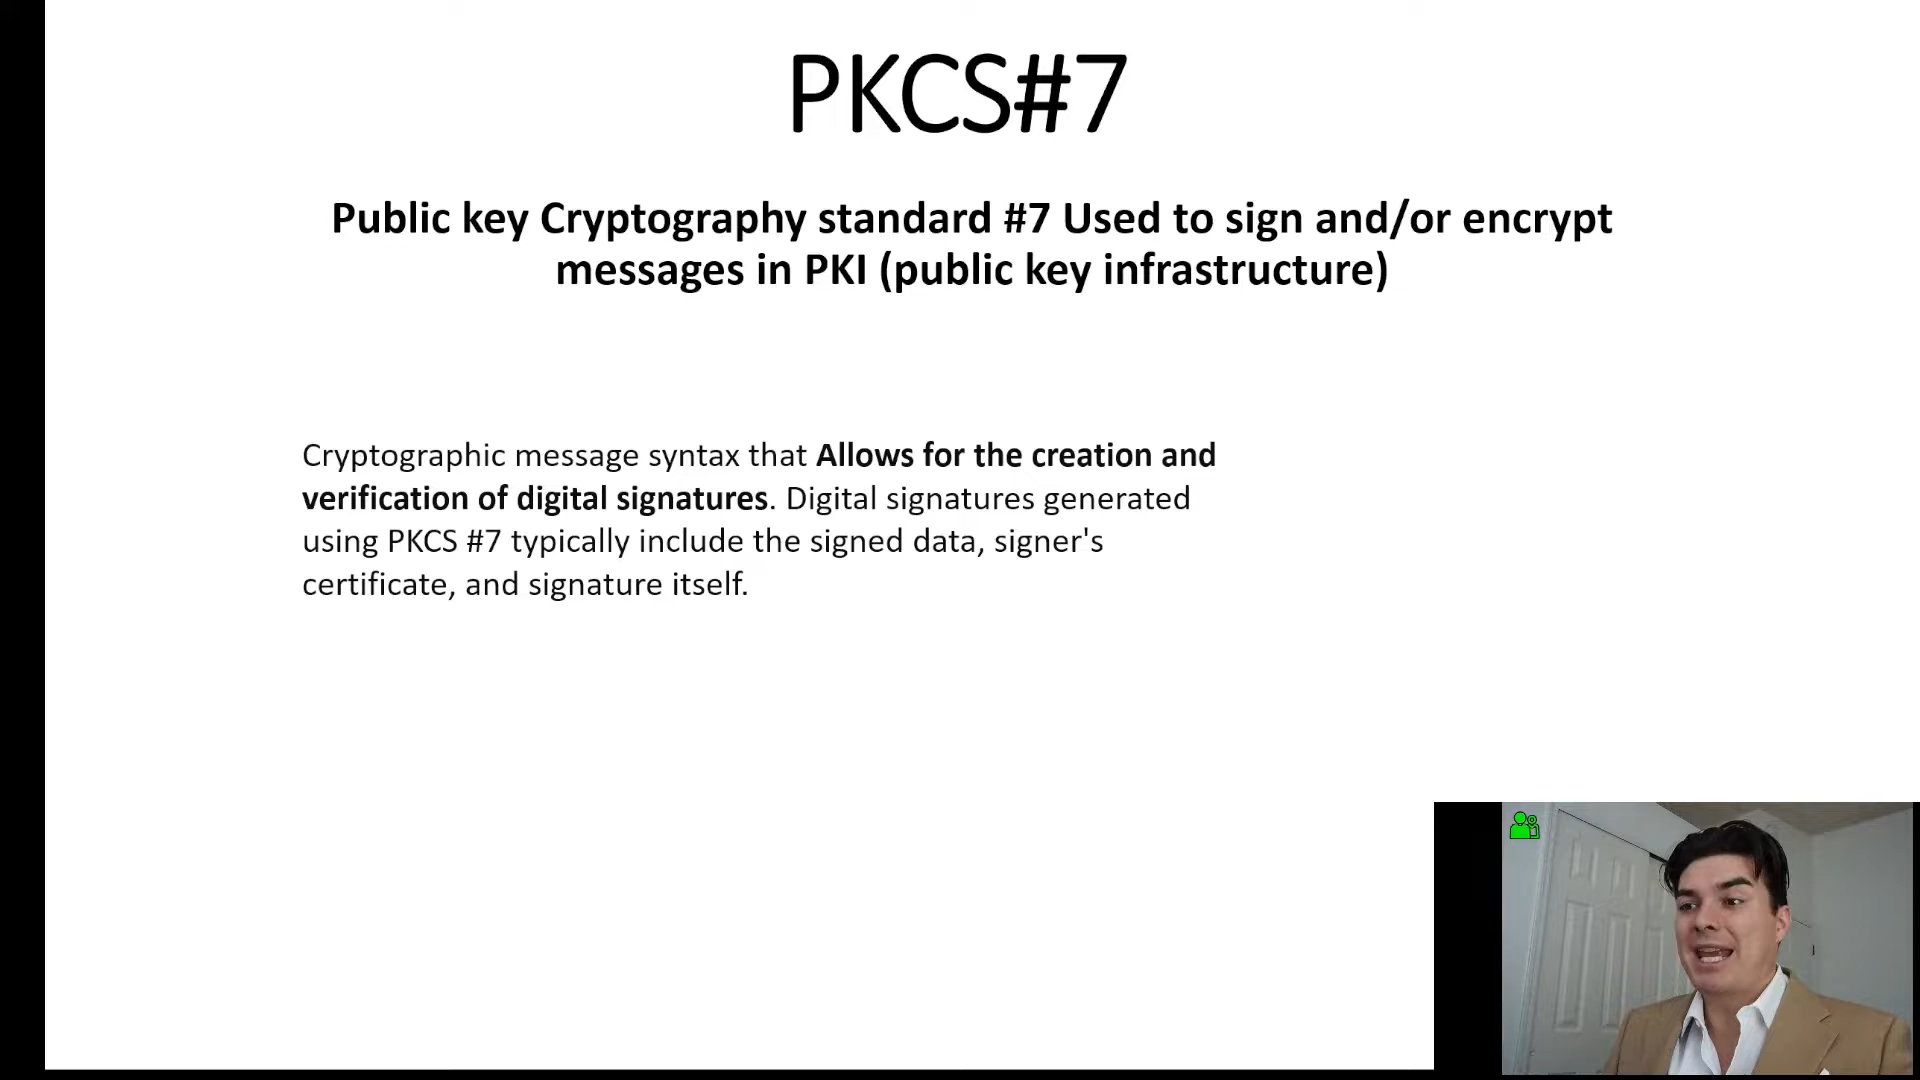 PKCS#7
Public key Cryptography standard #7 Used to sign and/or encrypt
messages in PKI (public key infrastructure)
Cryptographic message syntax that Allows for the creation and
verification of digital signatures. Digital signatures generated
using PKCS #7 typically include the signed data, signer's
certificate, and signature itself.